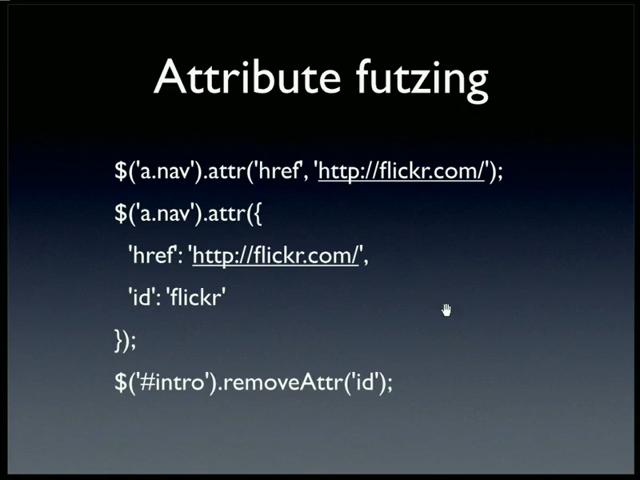 Attribute futzing
$('a.nav').attr('href', 'http://flickr.com/');
$('a.nav').attr({
'href': 'http://flickr.com/',
'id': 'flickr'
});
$('#intro').removeAttr('id');